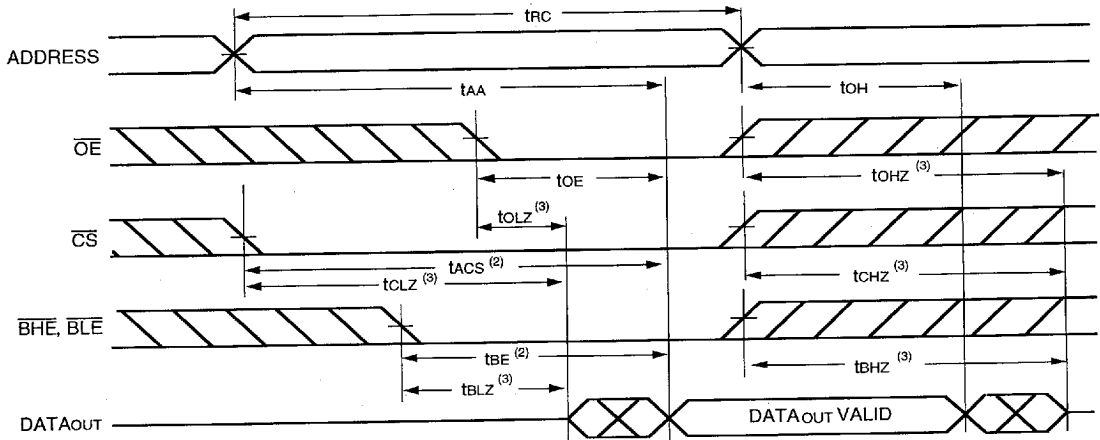 tRC
ADDRESS
tAA
tOH
OE
tOE
tOHZ (3)
tOLZ (3)
CS
tACS (2)
tCLZ (3)
tCHZ (3)
BHE, BLE
tBE (2)
tBHZ (3)
tBLZ (3)
DATAOUT
DATAOUT VALID